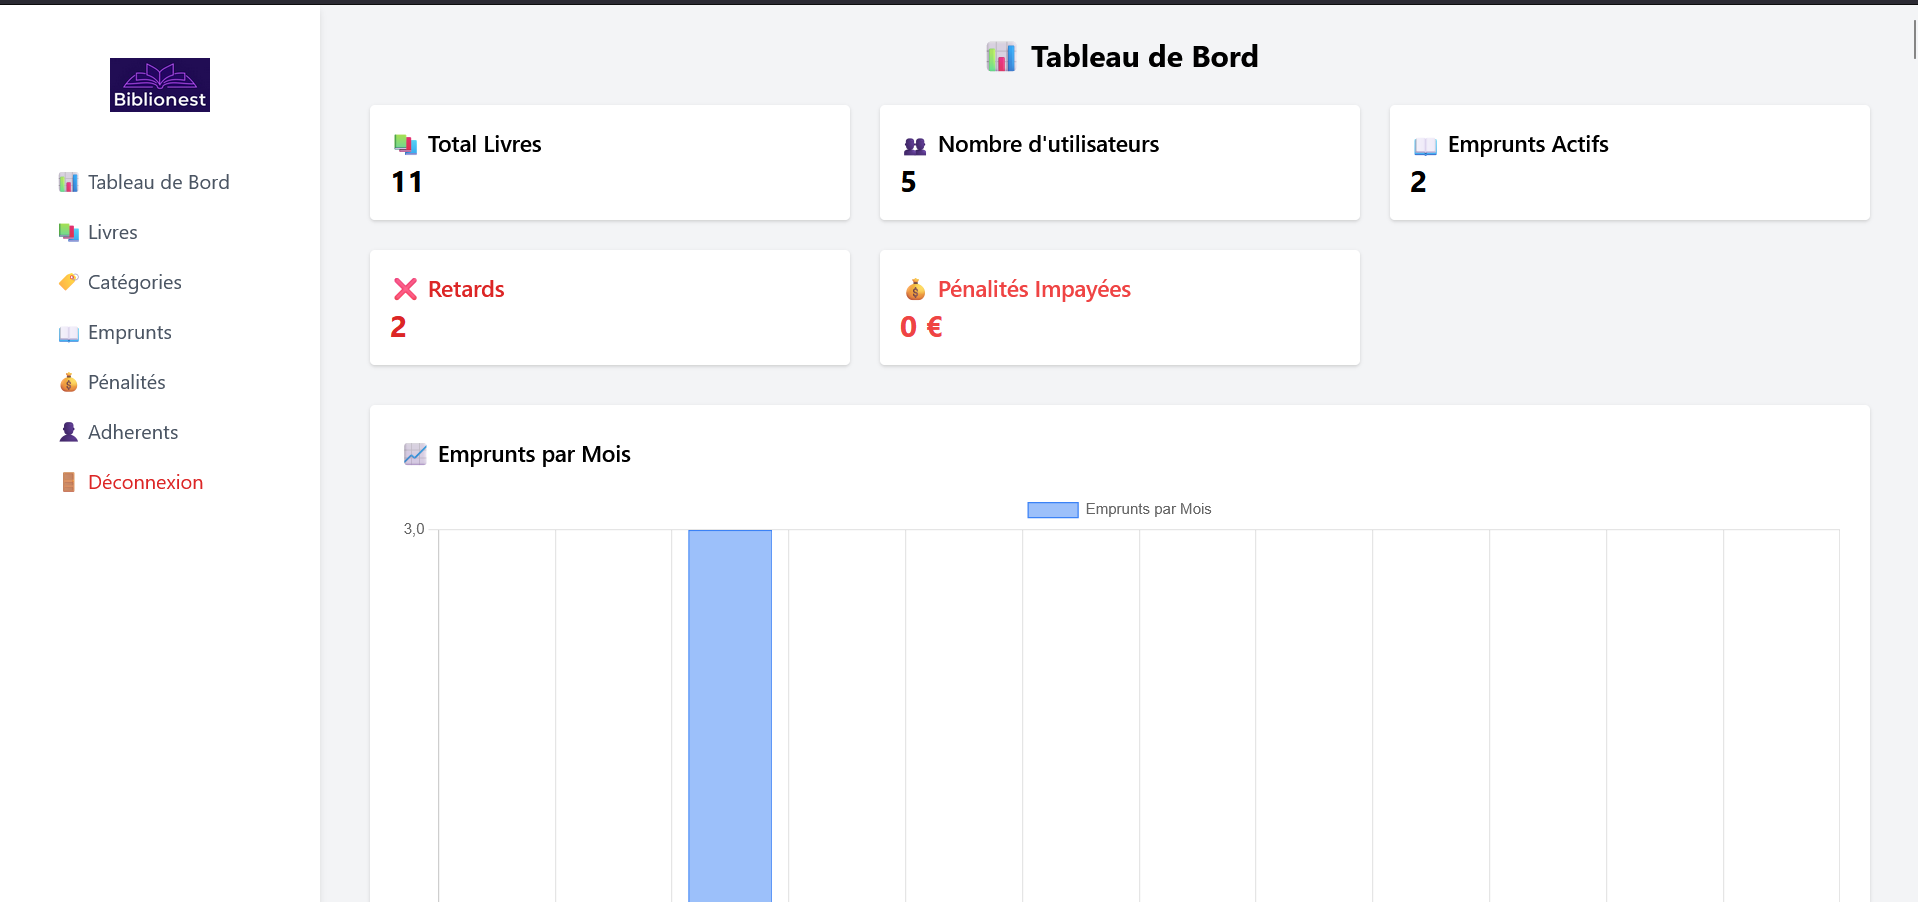 Biblionest
Tableau de Bord
Livres
Catégories
Emprunts
Pénalités
Adherents
Déconnexion
Tableau de Bord
Total Livres
11
Nombre d'utilisateurs
5
Emprunts Actifs
2
Retards
2
Pénalités Impayées
0 €
Emprunts par Mois
Emprunts par Mois
3,0